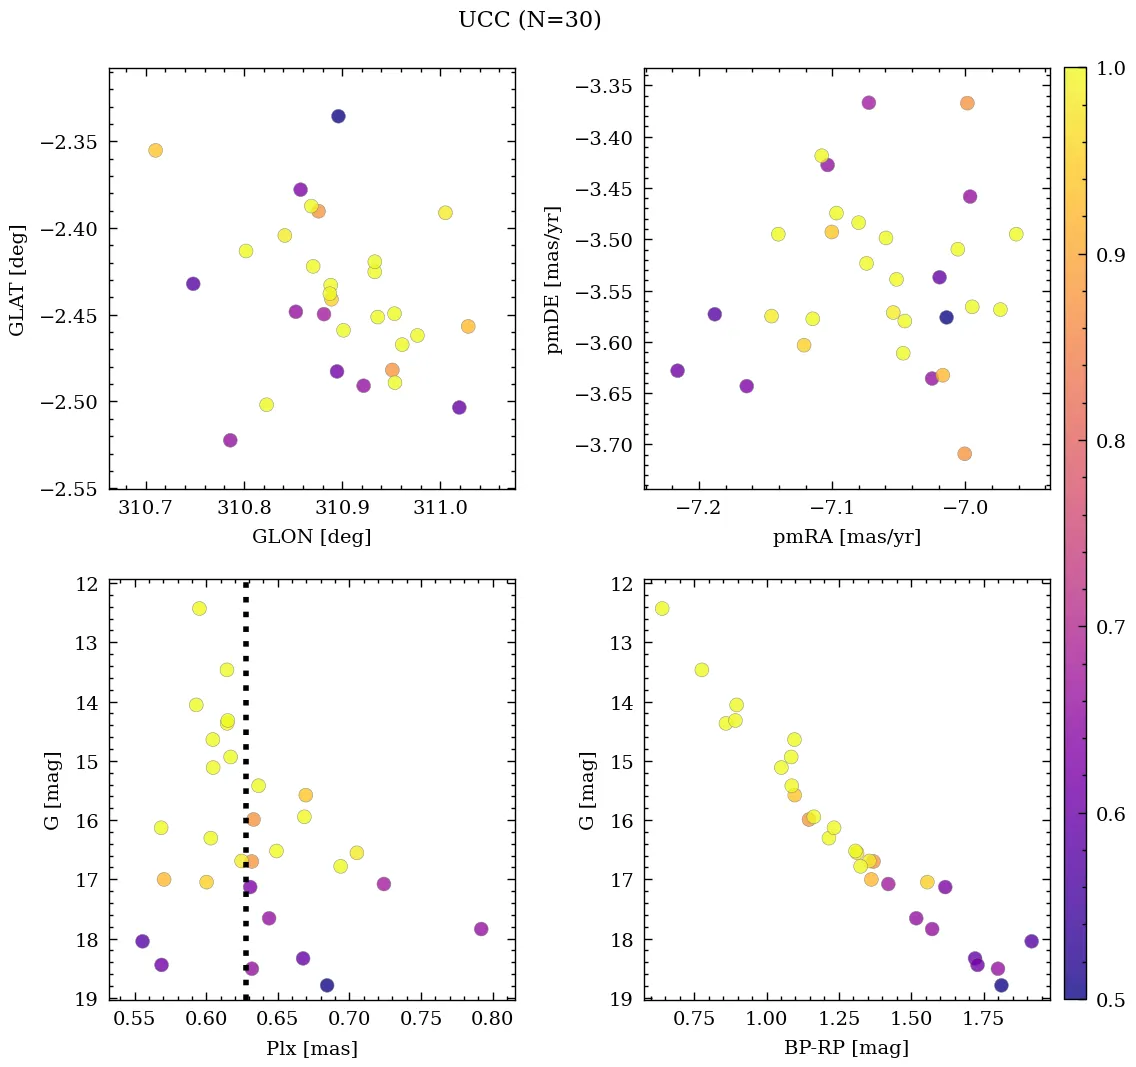 UCC (N=30)
GLAT [deg]
−2.35
−2.40
−2.45
−2.50
−2.55
310.7 310.8 310.9 311.0
GLON [deg]
pmDE [mas/yr]
−3.35
−3.40
−3.45
−3.50
−3.55
−3.60
−3.65
−3.70
−7.2 −7.1 −7.0
pmRA [mas/yr]
G [mag]
12
13
14
15
16
17
18
19
0.55 0.60 0.65 0.70 0.75 0.80
Plx [mas]
G [mag]
12
13
14
15
16
17
18
19
0.75 1.00 1.25 1.50 1.75
BP-RP [mag]
1.0
0.9
0.8
0.7
0.6
0.5